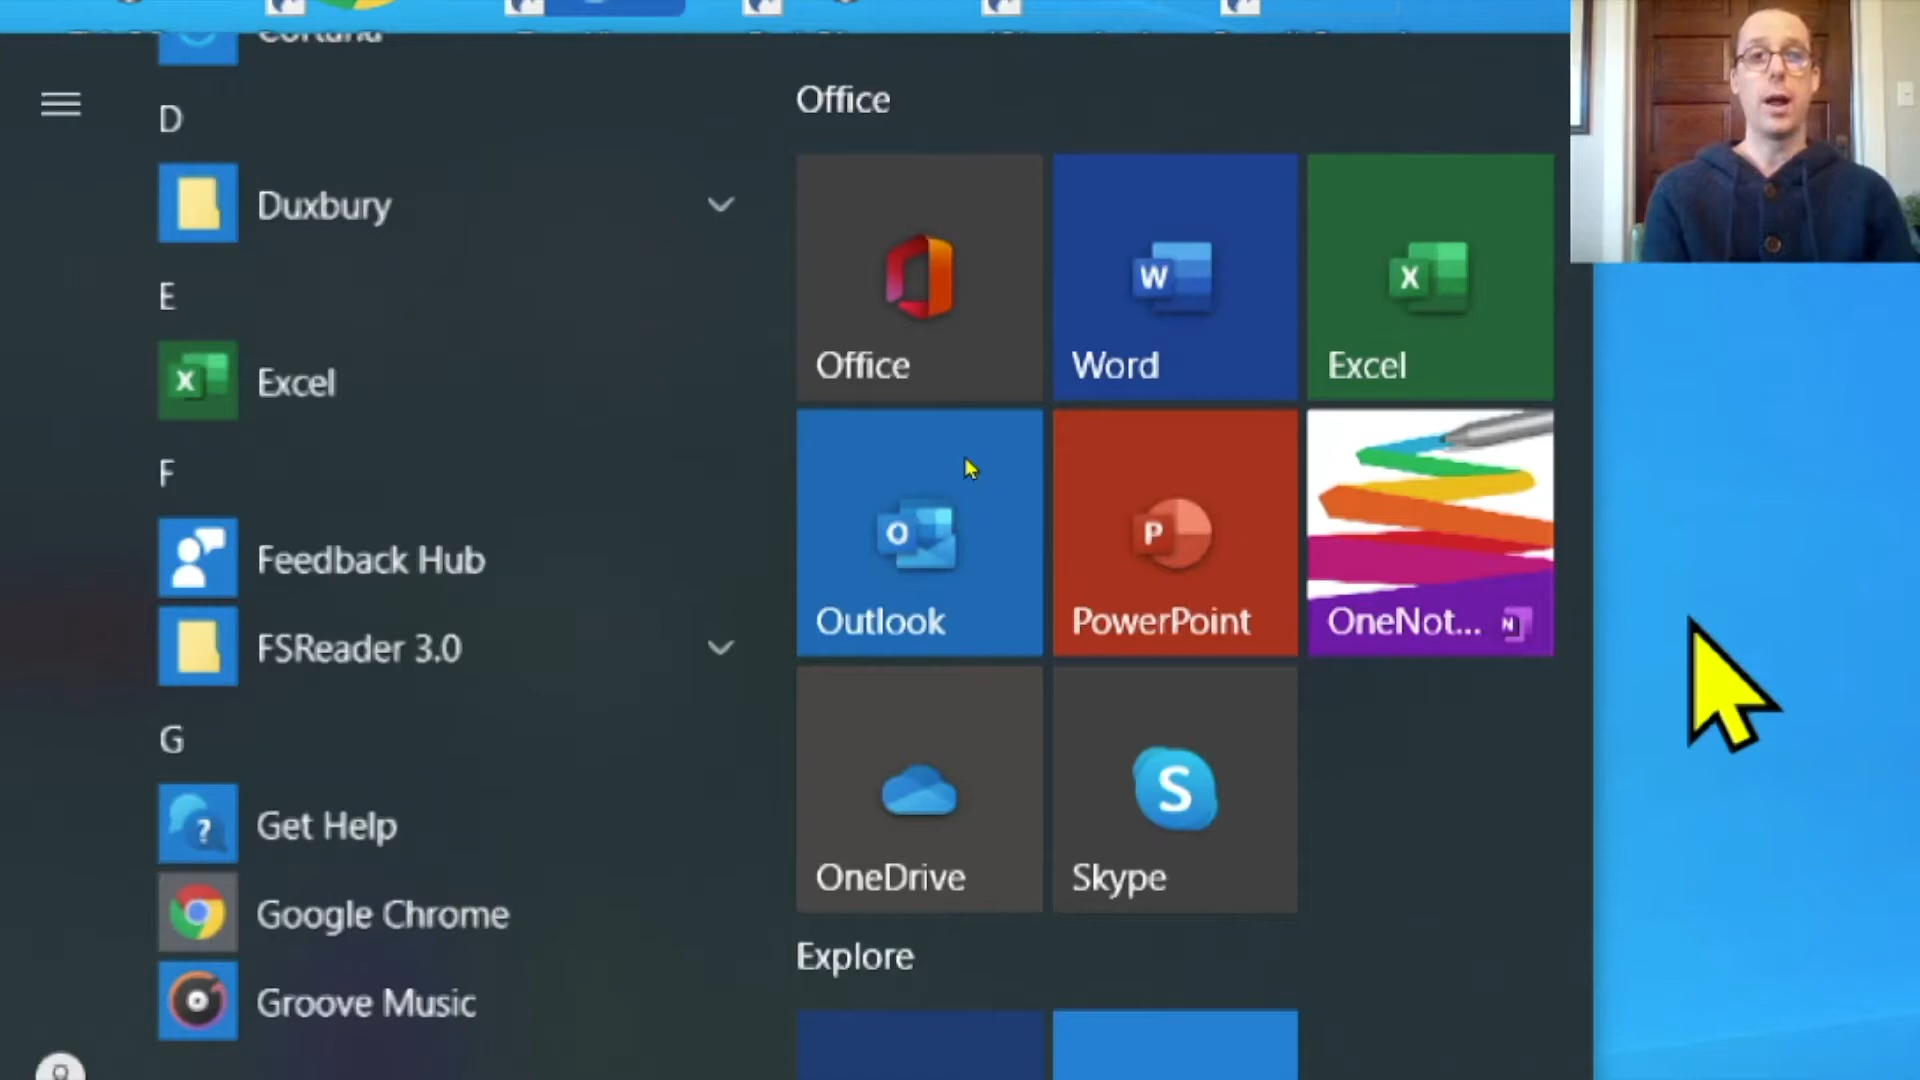 Cortana
D
Duxbury
E
Excel
F
Feedback Hub
FSReader 3.0
G
Get Help
Google Chrome
Groove Music
Office
Office
Word
W
Excel
X
Outlook
O
PowerPoint
P
OneNot...
N
OneDrive
Skype
S
Explore